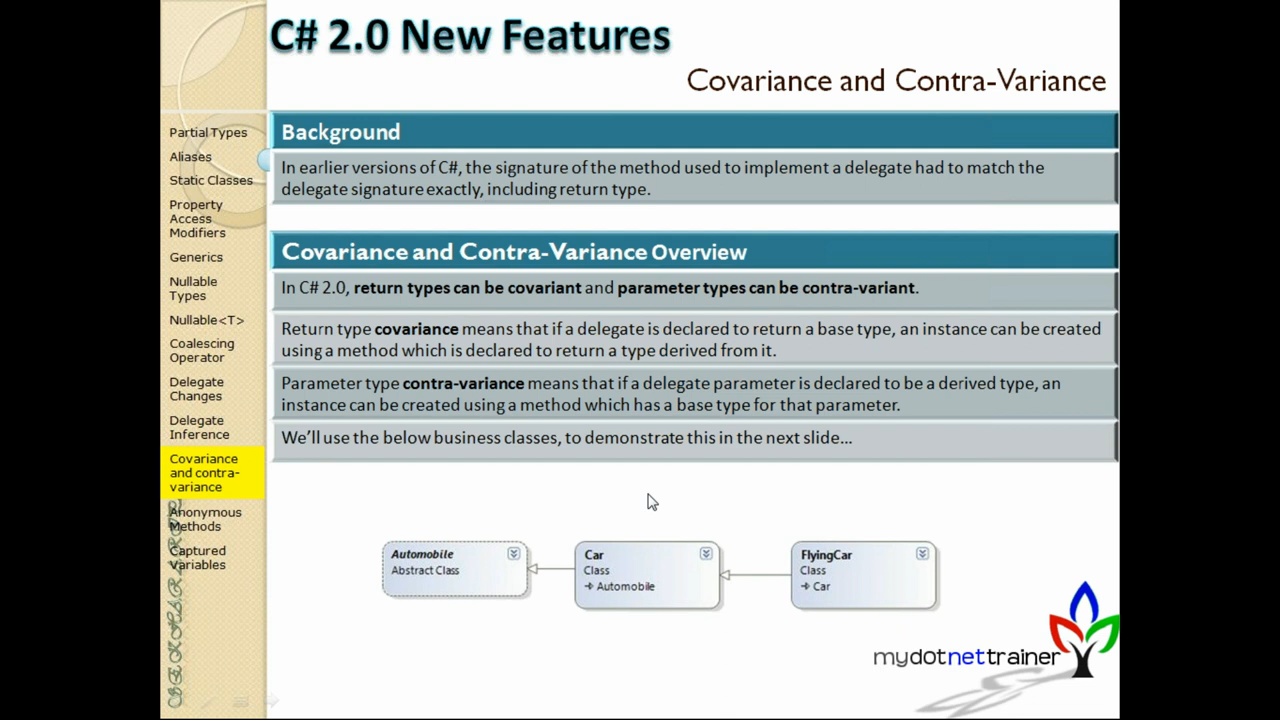 C# 2.0 New Features
Covariance and Contra-Variance
Partial Types
Aliases
Static Classes
Property
Access
Modifiers
Generics
Nullable
Types
Nullable<T>
Coalescing
Operator
Delegate
Changes
Delegate
Inference
Covariance
and contra-
variance
Anonymous
Methods
Captured
Variables
Background
In earlier versions of C#, the signature of the method used to implement a delegate had to match the
delegate signature exactly, including return type.
Covariance and Contra-Variance Overview
In C# 2.0, return types can be covariant and parameter types can be contra-variant.
Return type covariance means that if a delegate is declared to return a base type, an instance can be created
using a method which is declared to return a type derived from it.
Parameter type contra-variance means that if a delegate parameter is declared to be a derived type, an
instance can be created using a method which has a base type for that parameter.
We'll use the below business classes, to demonstrate this in the next slide...
Automobile
Abstract Class
Car
Class
Automobile
FlyingCar
Class
Car
mydotnettrainer